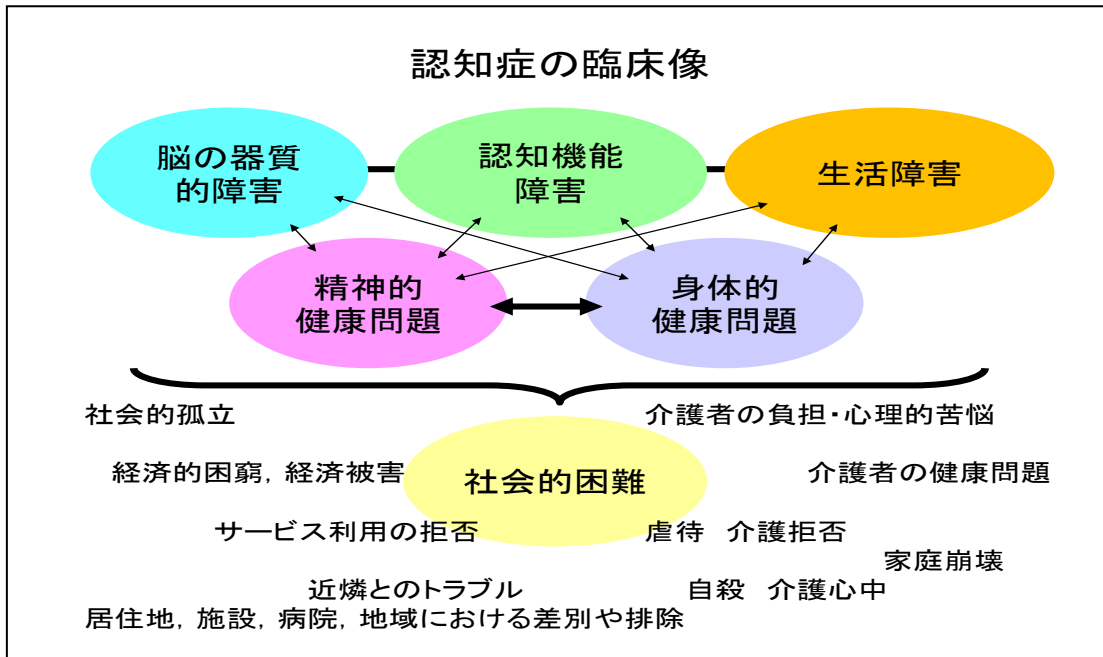 認知症の臨床像
脳の器質
的障害
認知機能
障害
生活障害
精神的
健康問題
身体的
健康問題
社会的孤立
介護者の負担・心理的苦悩
経済的困窮, 経済被害
社会的困難
介護者の健康問題
サービス利用の拒否
虐待　介護拒否
家庭崩壊
近燐とのトラブル
自殺　介護心中
居住地, 施設, 病院, 地域における差別や排除